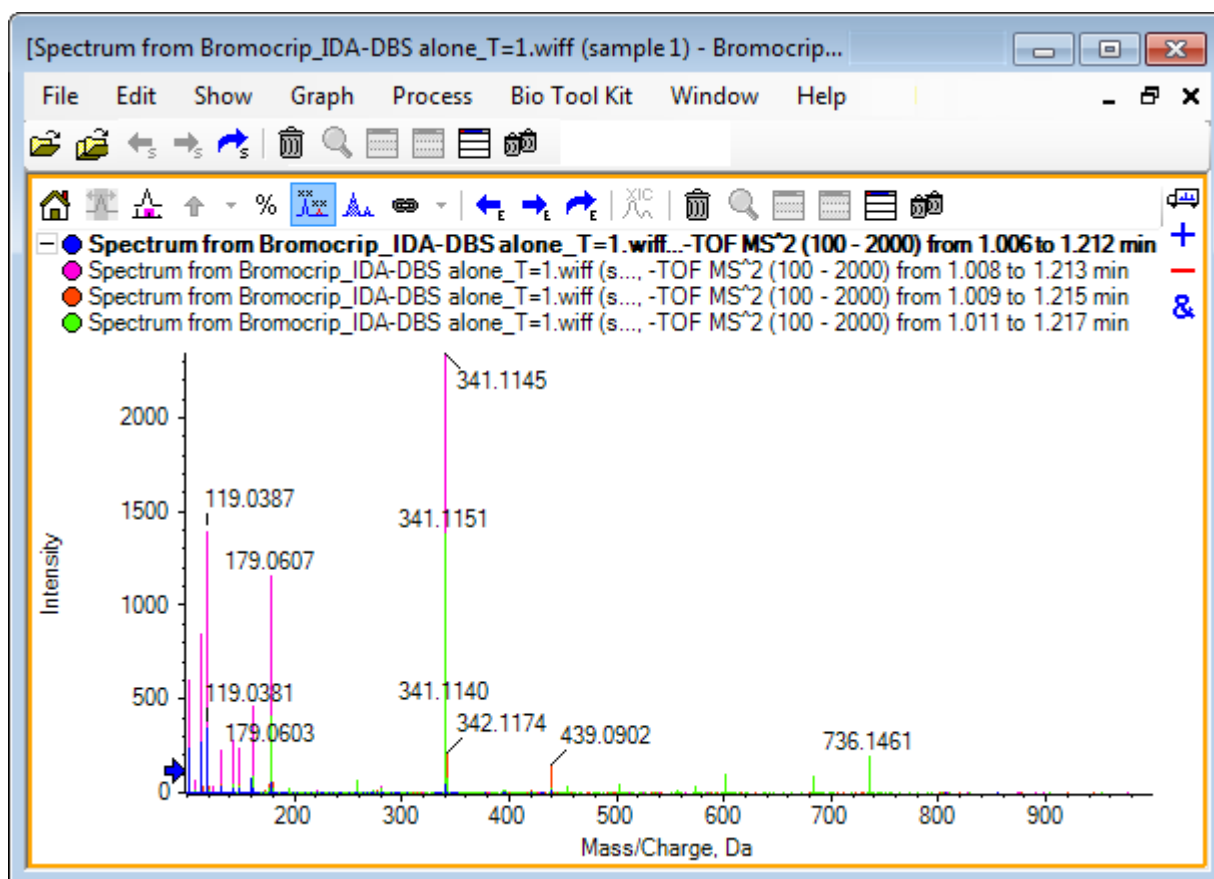 [Spectrum from Bromocrip_IDA-DBS alone_T=1.wiff (sample 1) - Bromocrip...
File Edit Show Graph Process Bio Tool Kit Window Help
S S S
% E E E XIC
Spectrum from Bromocrip_IDA-DBS alone_T=1.wiff...-TOF MS^2 (100 - 2000) from 1.006 to 1.212 min
Spectrum from Bromocrip_IDA-DBS alone_T=1.wiff (s..., -TOF MS^2 (100 - 2000) from 1.008 to 1.213 min
Spectrum from Bromocrip_IDA-DBS alone_T=1.wiff (s..., -TOF MS^2 (100 - 2000) from 1.009 to 1.215 min
Spectrum from Bromocrip_IDA-DBS alone_T=1.wiff (s..., -TOF MS^2 (100 - 2000) from 1.011 to 1.217 min
&
341.1145
2000
119.0387
1500
341.1151
179.0607
Intensity
1000
119.0381
341.1140
500
179.0603
342.1174
439.0902
736.1461
0
200 300 400 500 600 700 800 900
Mass/Charge, Da